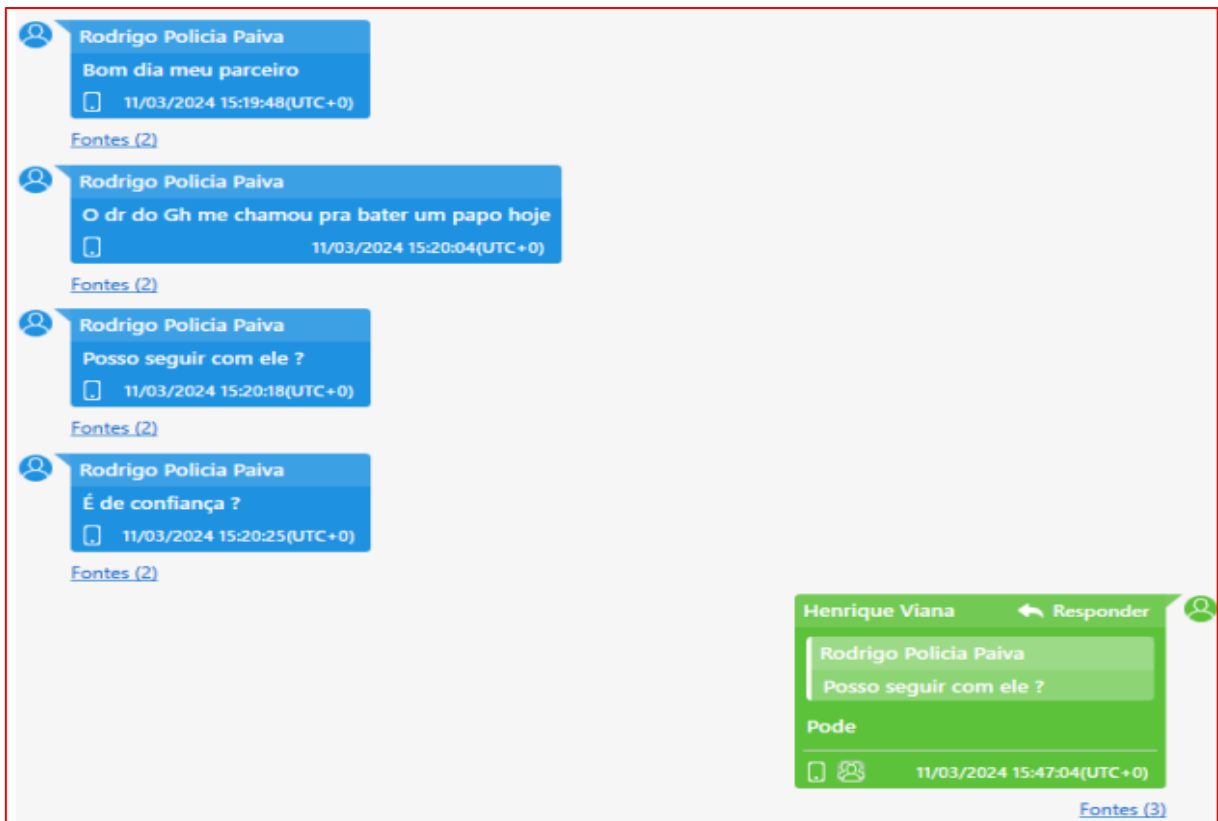 Rodrigo Policia Paiva
Bom dia meu parceiro
11/03/2024 15:19:48(UTC+0)
Fontes (2)
Rodrigo Policia Paiva
O dr do Gh me chamou pra bater um papo hoje
11/03/2024 15:20:04(UTC+0)
Fontes (2)
Rodrigo Policia Paiva
Posso seguir com ele ?
11/03/2024 15:20:18(UTC+0)
Fontes (2)
Rodrigo Policia Paiva
É de confiança ?
11/03/2024 15:20:25(UTC+0)
Fontes (2)
Henrique Viana Responder
Rodrigo Policia Paiva
Posso seguir com ele ?
Pode
11/03/2024 15:47:04(UTC+0)
Fontes (3)